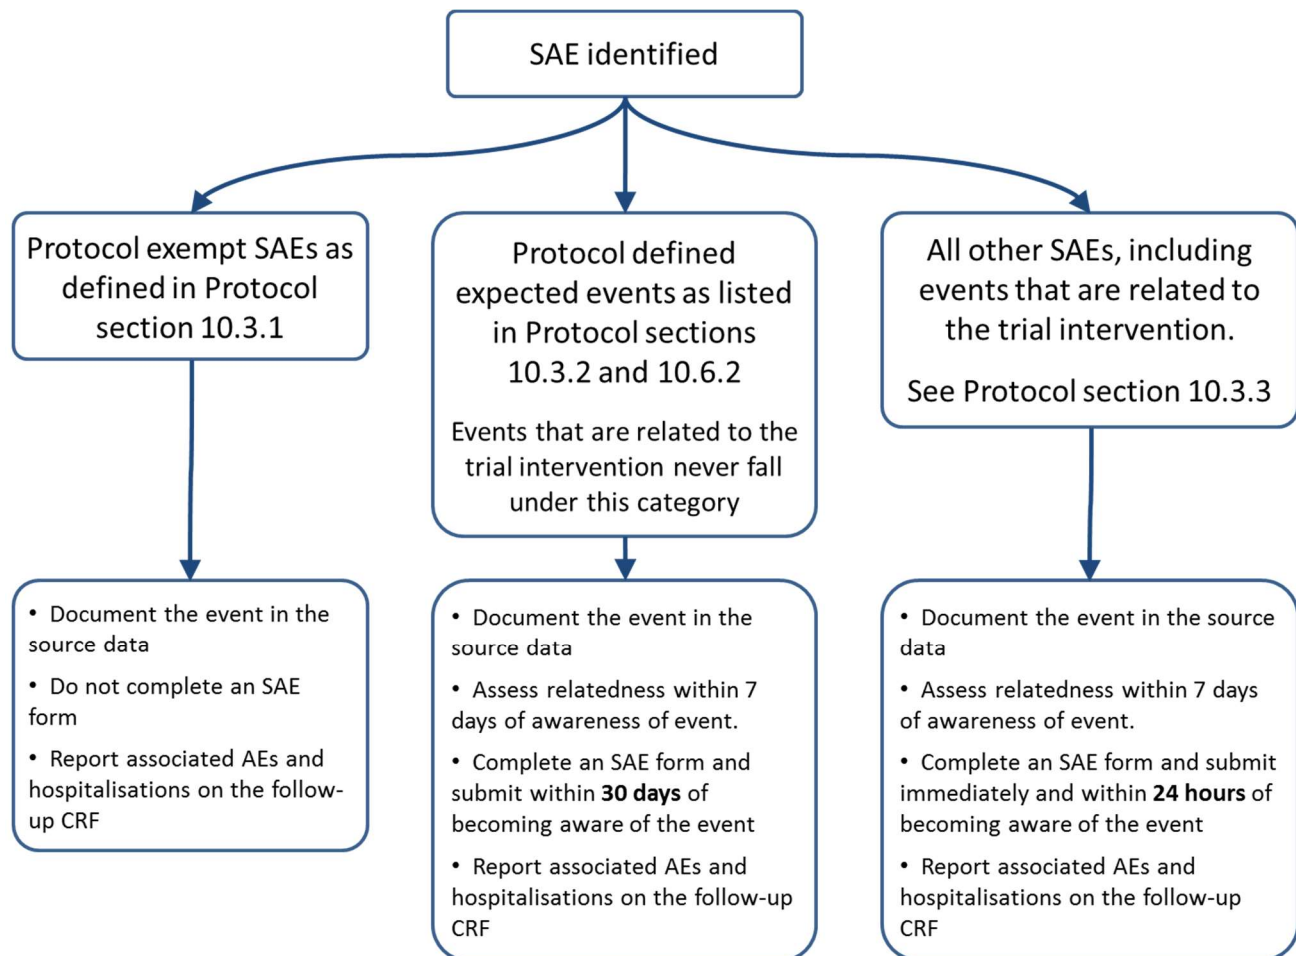 SAE identified
Protocol exempt SAEs as
defined in Protocol
section 10.3.1
Protocol defined
expected events as listed
in Protocol sections
10.3.2 and 10.6.2
Events that are related to the
trial intervention never fall
under this category
All other SAEs, including
events that are related to
the trial intervention.
See Protocol section 10.3.3
• Document the event in the
source data
• Do not complete an SAE
form
• Report associated AEs and
hospitalisations on the follow-
up CRF
• Document the event in the
source data
• Assess relatedness within 7
days of awareness of event.
• Complete an SAE form and
submit within 30 days of
becoming aware of the event
• Report associated AEs and
hospitalisations on the follow-up
CRF
• Document the event in the source
data
• Assess relatedness within 7 days
of awareness of event.
• Complete an SAE form and submit
immediately and within 24 hours of
becoming aware of the event
• Report associated AEs and
hospitalisations on the follow-up
CRF